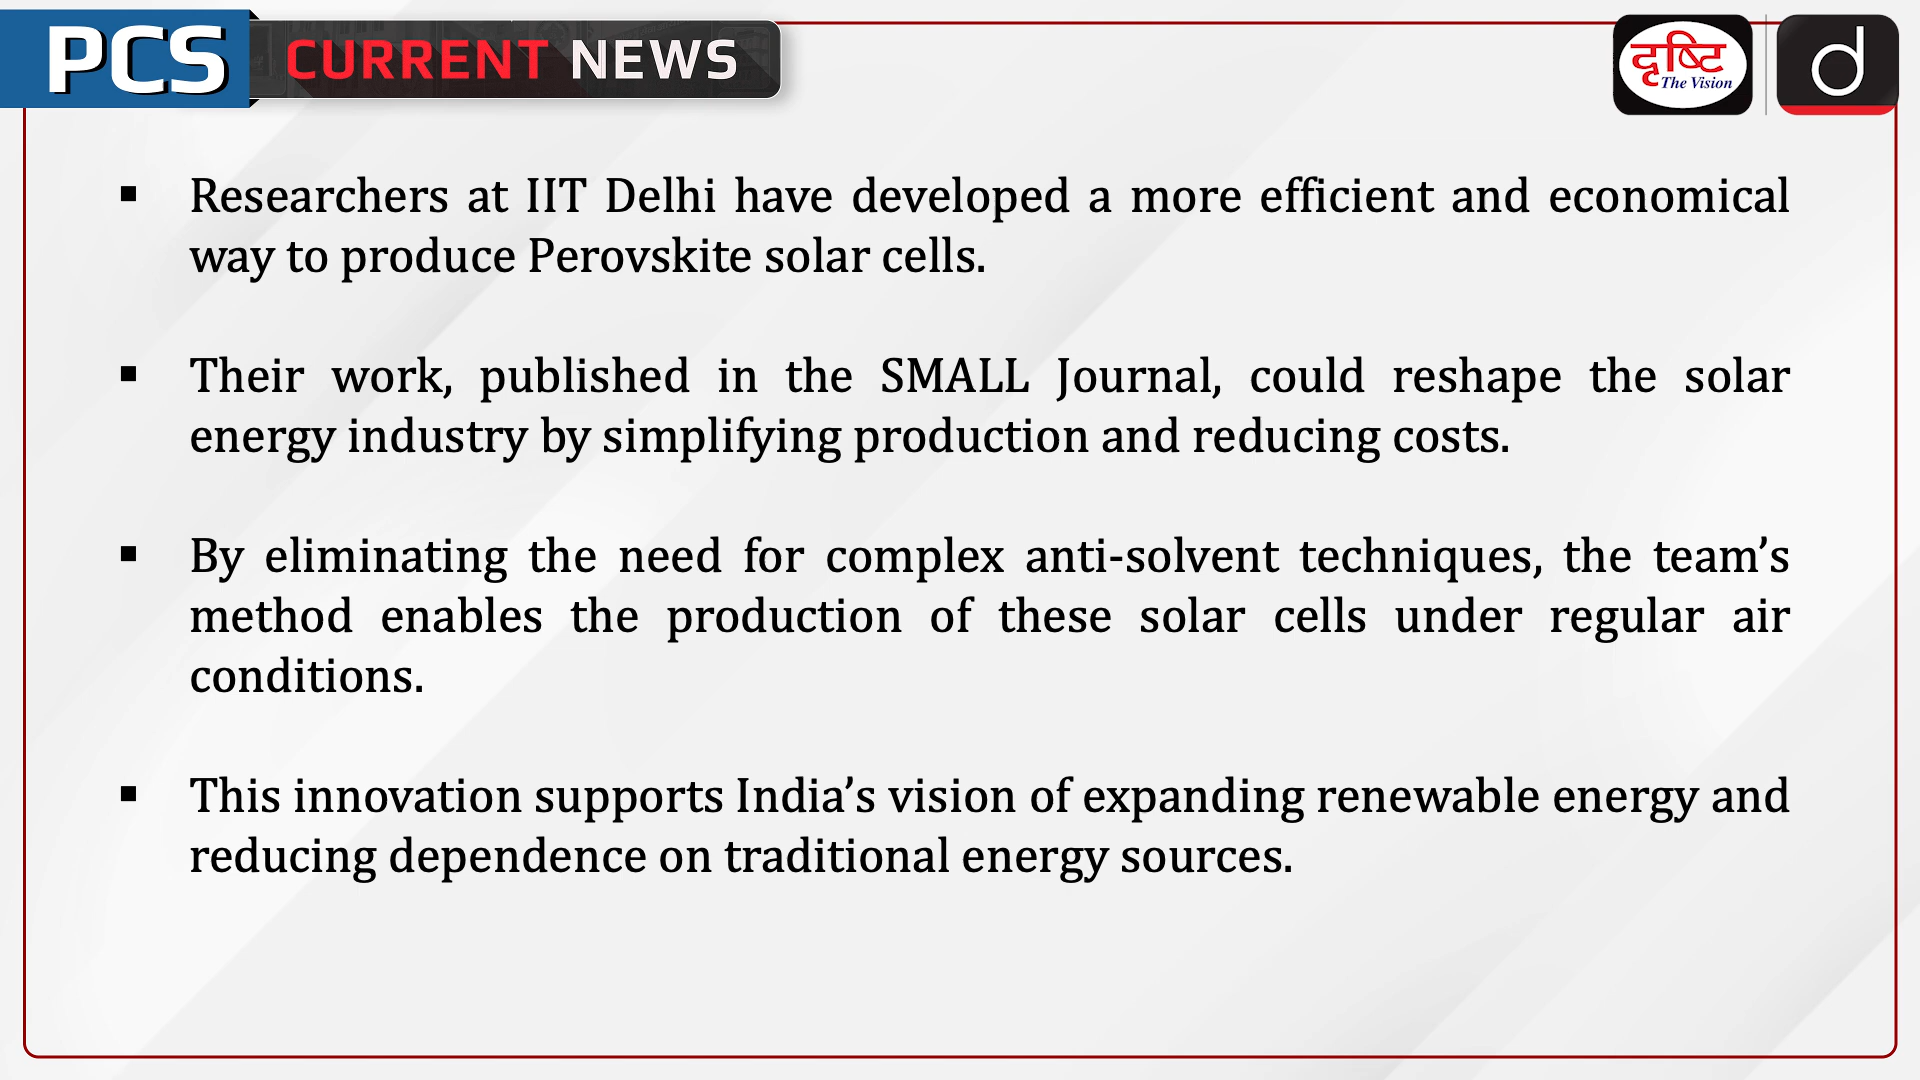 PCS CURRENT NEWS
दृष्टि
The Vision
d
▪ Researchers at IIT Delhi have developed a more efficient and economical
way to produce Perovskite solar cells.
▪ Their work, published in the SMALL Journal, could reshape the solar
energy industry by simplifying production and reducing costs.
▪ By eliminating the need for complex anti-solvent techniques, the team’s
method enables the production of these solar cells under regular air
conditions.
▪ This innovation supports India’s vision of expanding renewable energy and
reducing dependence on traditional energy sources.